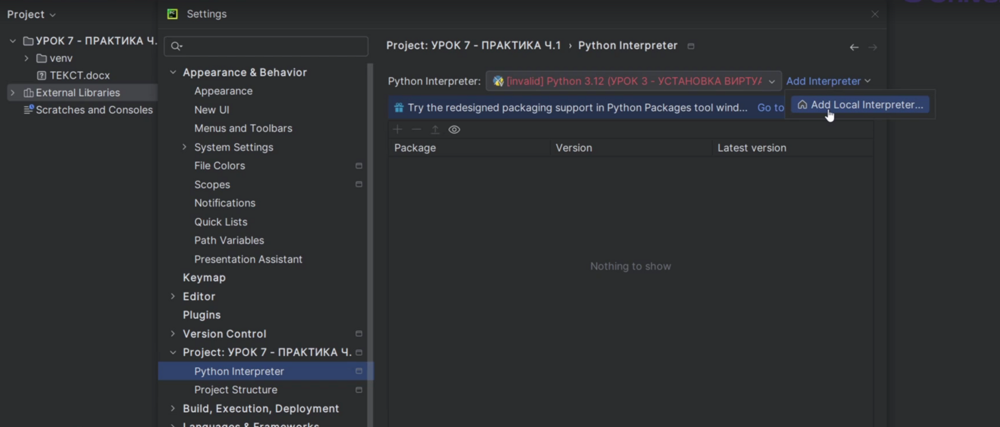 Project
УРОК 7 - ПРАКТИКА Ч.
venv
ТЕКСТ.docx
External Libraries
Scratches and Consoles
Settings
Appearance & Behavior
Appearance
New UI
Menus and Toolbars
System Settings
File Colors
Scopes
Notifications
Quick Lists
Path Variables
Presentation Assistant
Keymap
Editor
Plugins
Version Control
Project: УРОК 7 - ПРАКТИКА Ч.
Python Interpreter
Project Structure
Build, Execution, Deployment
Languages & Frameworks
Project: УРОК 7 - ПРАКТИКА Ч.1 › Python Interpreter
Python Interpreter: [invalid] Python 3.12 (УРОК 3 - УСТАНОВКА ВИРТУА Add Interpreter
Try the redesigned packaging support in Python Packages tool wind... Go to
Add Local Interpreter...
Package Version Latest version
Nothing to show